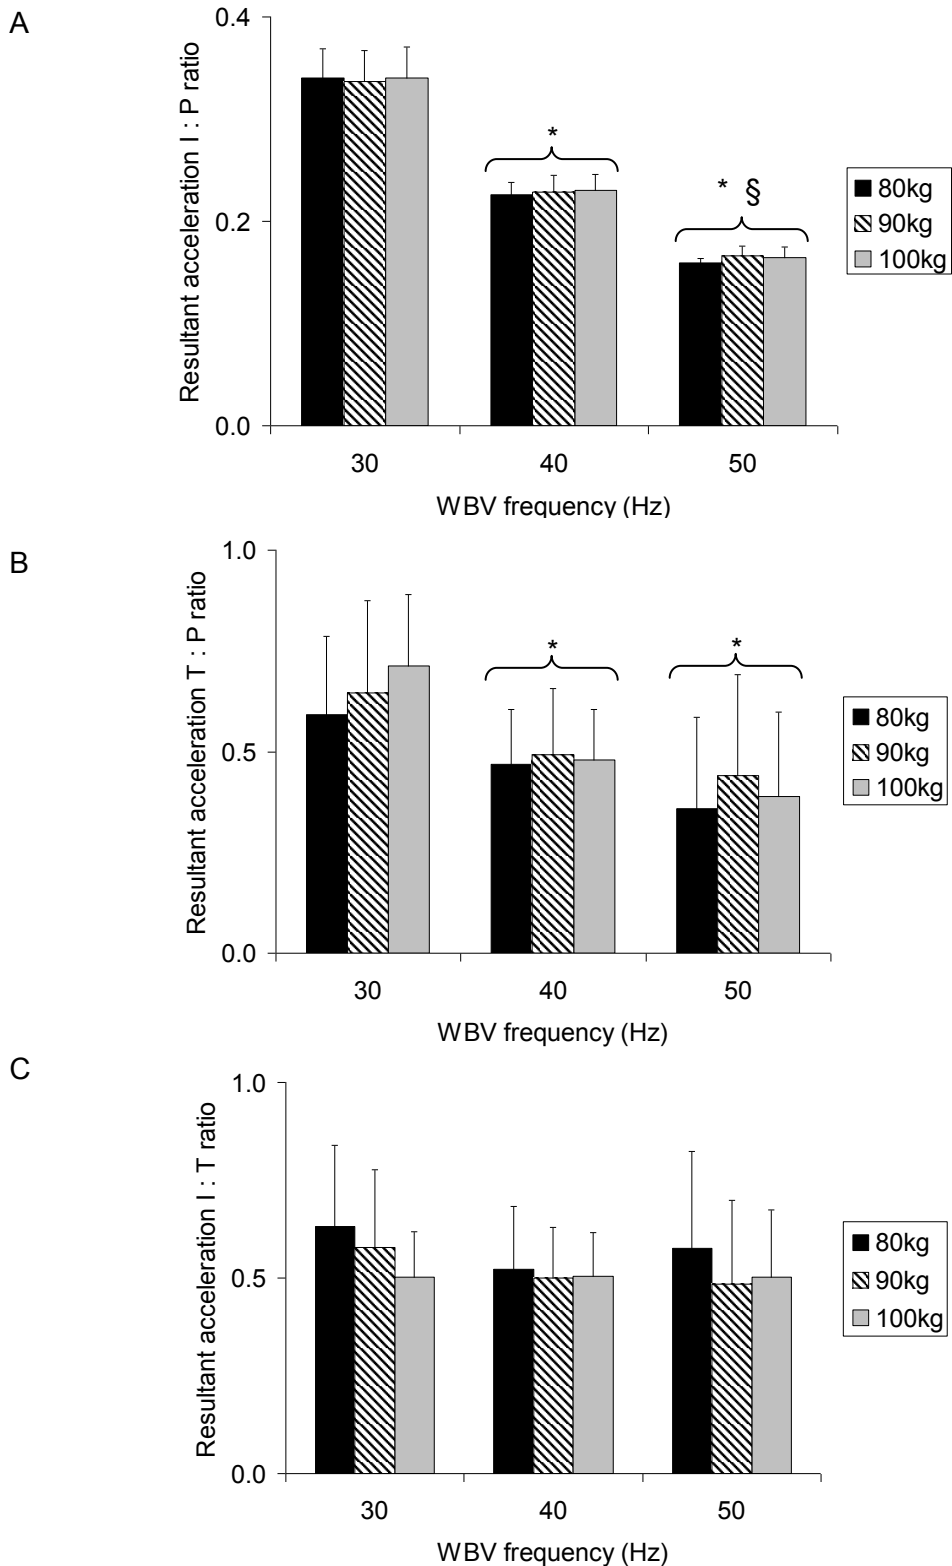 A
Resultant acceleration I : P ratio
0.4
0.2
0.0
*
* §
30 40 50
WBV frequency (Hz)
80kg
90kg
100kg
B
Resultant acceleration T : P ratio
1.0
0.5
0.0
*
*
30 40 50
WBV frequency (Hz)
80kg
90kg
100kg
C
Resultant acceleration I : T ratio
1.0
0.5
0.0
30 40 50
WBV frequency (Hz)
80kg
90kg
100kg